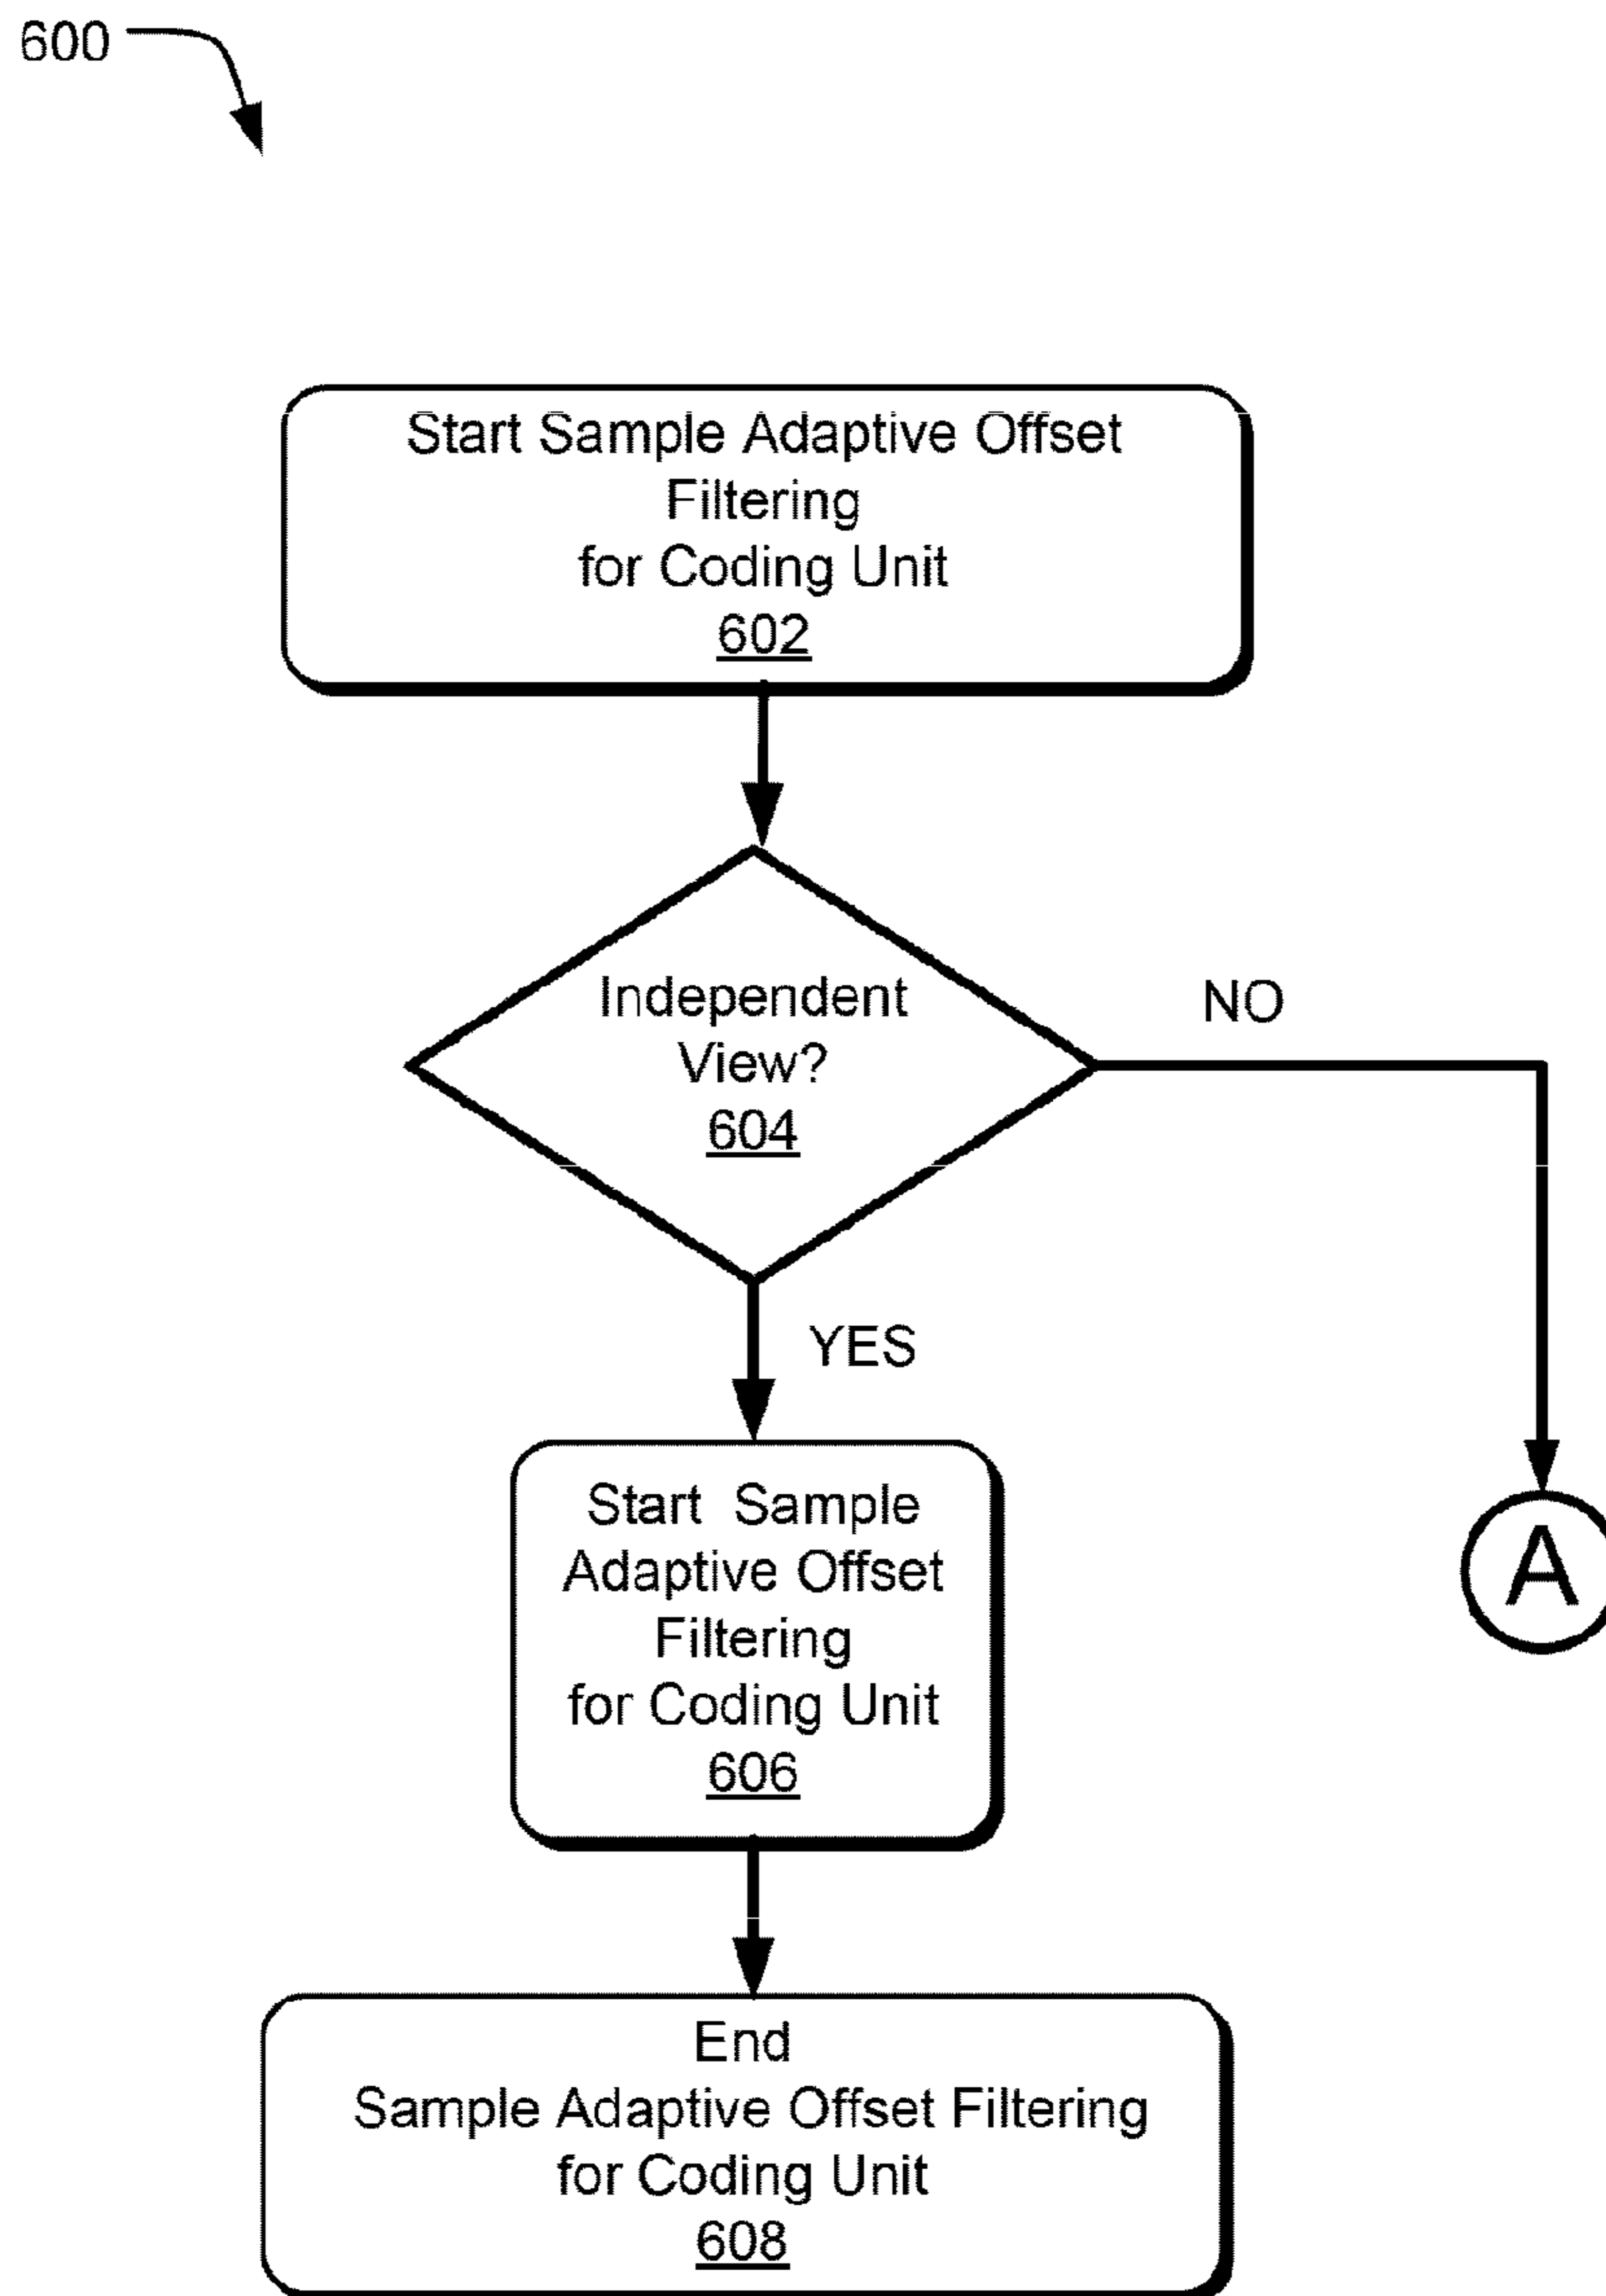 600
Start Sample Adaptive Offset
Filtering
for Coding Unit
602
Independent
View?
604
NO
YES
Start Sample
Adaptive Offset
Filtering
for Coding Unit
606
A
End
Sample Adaptive Offset Filtering
for Coding Unit
608